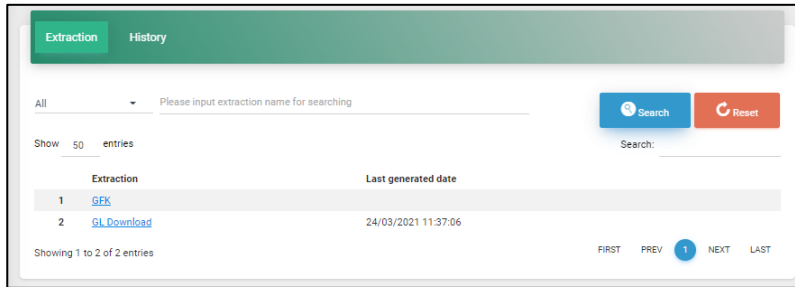 Extraction History
All Please input extraction name for searching Search Reset
Show 50 entries Search:
Extraction Last generated date
1 GFK
2 GL Download 24/03/2021 11:37:06
Showing 1 to 2 of 2 entries FIRST PREV 1 NEXT LAST